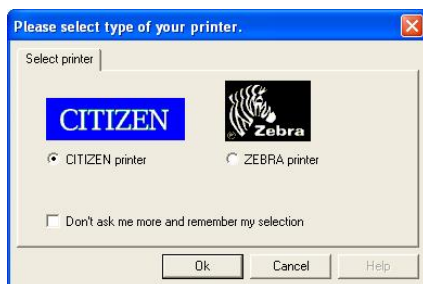 Please select type of your printer.
Select printer
CITIZEN
Zebra
CITIZEN printer
ZEBRA printer
Don't ask me more and remember my selection
Ok
Cancel
Help